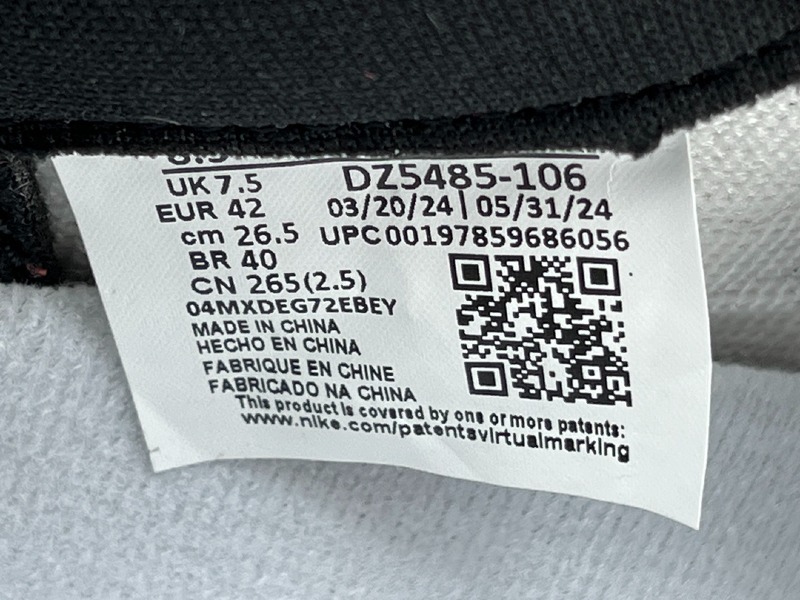 UK 7.5
EUR 42
cm 26.5
BR 40
CN 265(2.5)
04MXDEG72EBEY
MADE IN CHINA
HECHO EN CHINA
FABRIQUE EN CHINE
FABRICADO NA CHINA
DZ5485-106
03/20/24 | 05/31/24
UPC00197859686056
This product is covered by one or more patents:
www.nike.com/patentsvirtualmarking